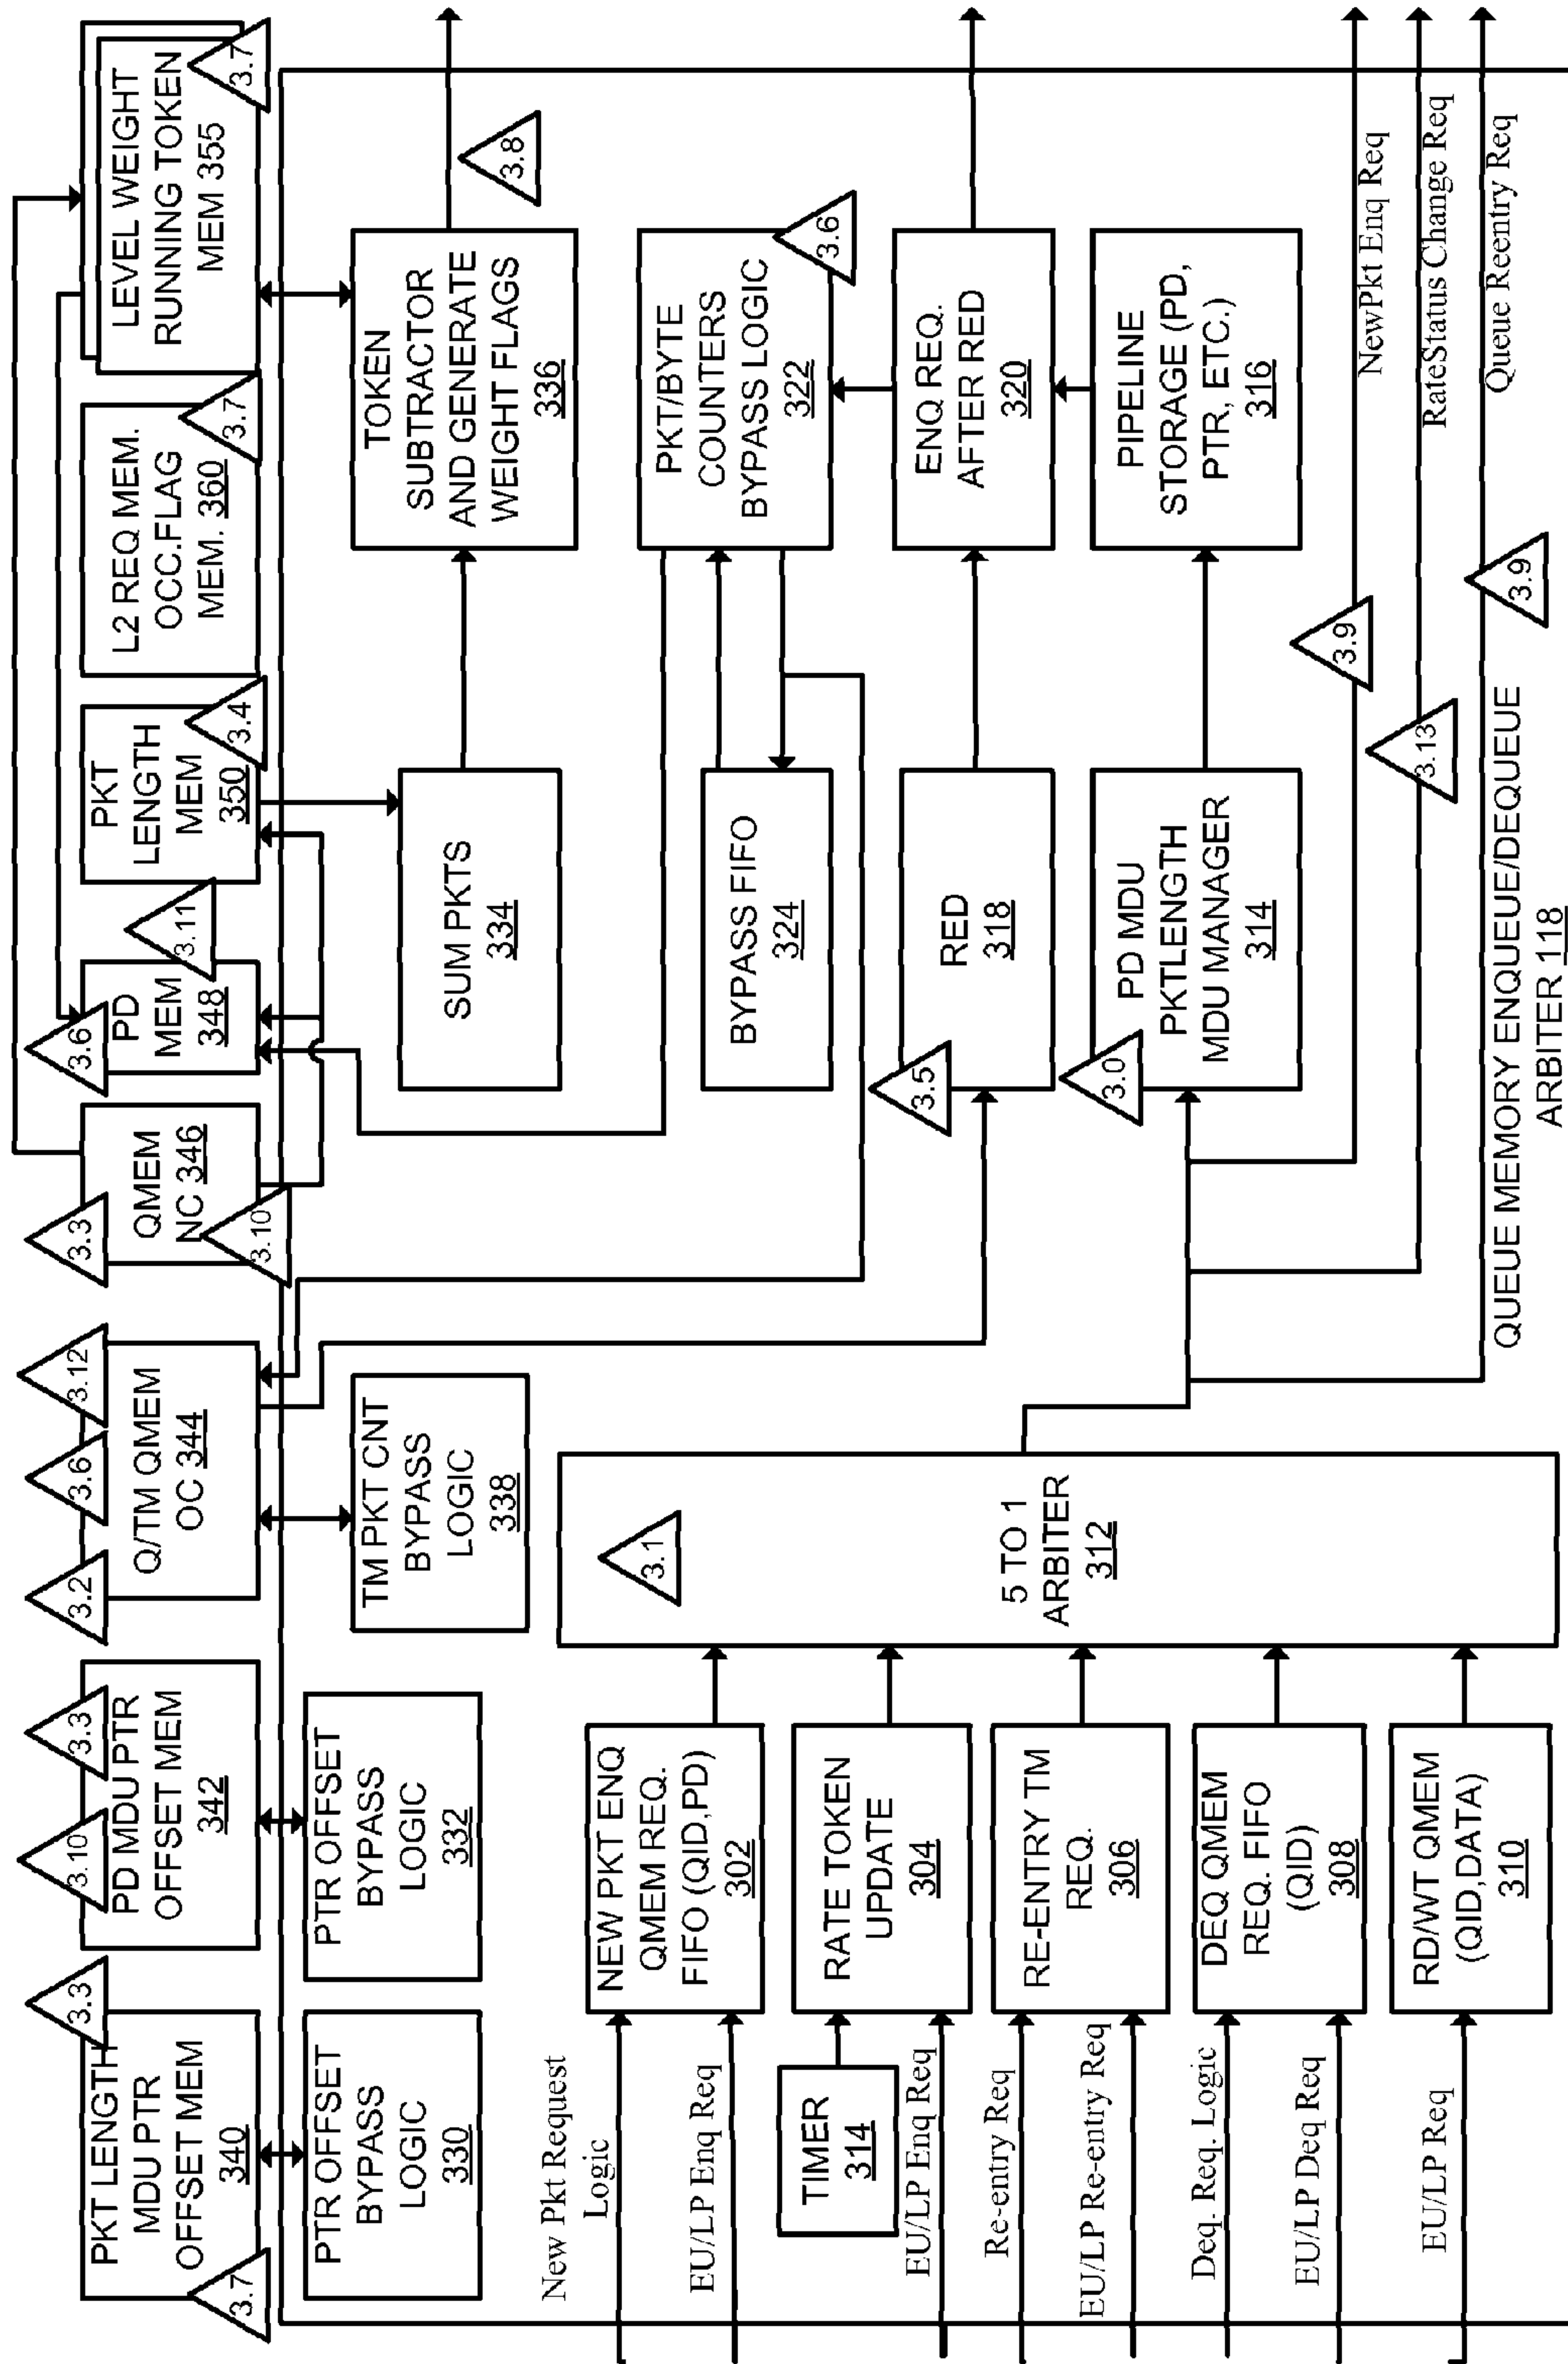 PKT LENGTH
MDU PTR
OFFSET MEM
340
3.7
3.3
PD MDU PTR
OFFSET MEM
342
3.10
3.3
Q/TM QMEM
OC 344
3.2
3.6
3.12
QMEM
NC 346
3.3
3.10
PD
MEM
348
3.6
3.11
PKT
LENGTH
MEM
350
3.4
L2 REQ MEM.
OCC.FLAG
MEM. 360
3.7
LEVEL WEIGHT
RUNNING TOKEN
MEM 355
3.7
PTR OFFSET
BYPASS
LOGIC
330
PTR OFFSET
BYPASS
LOGIC
332
TM PKT CNT
BYPASS
LOGIC
338
SUM PKTS
334
TOKEN
SUBTRACTOR
AND GENERATE
WEIGHT FLAGS
336
3.8
New Pkt Request
Logic
EU/LP Enq Req
NEW PKT ENQ
QMEM REQ.
FIFO (QID,PD)
302
TIMER
314
EU/LP Enq Req
RATE TOKEN
UPDATE
304
Re-entry Req
EU/LP Re-entry Req
RE-ENTRY TM
REQ.
306
Deq. Req. Logic
EU/LP Deq Req
DEQ QMEM
REQ. FIFO
(QID)
308
EU/LP Req
RD/WT QMEM
(QID,DATA)
310
3.1
5 TO 1
ARBITER
312
BYPASS FIFO
324
PKT/BYTE
COUNTERS
BYPASS LOGIC
322
3.6
3.5
RED
318
ENQ REQ.
AFTER RED
320
3.0
PD MDU
PKTLENGTH
MDU MANAGER
314
PIPELINE
STORAGE (PD,
PTR, ETC.)
316
3.9
NewPkt Enq Req
3.13
RateStatus Change Req
3.9
Queue Reentry Req
QUEUE MEMORY ENQUEUE/DEQUEUE
ARBITER 118